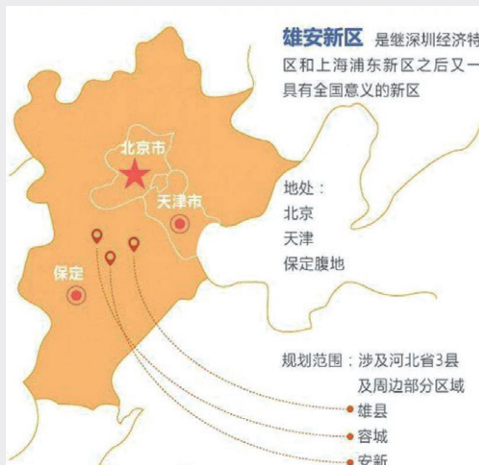 雄安新区 是继深圳经济特
区和上海浦东新区之后又一
具有全国意义的新区
北京市
天津市
保定
地处：
北京
天津
保定腹地
规划范围：涉及河北省3县
及周边部分区域
雄县
容城
安新